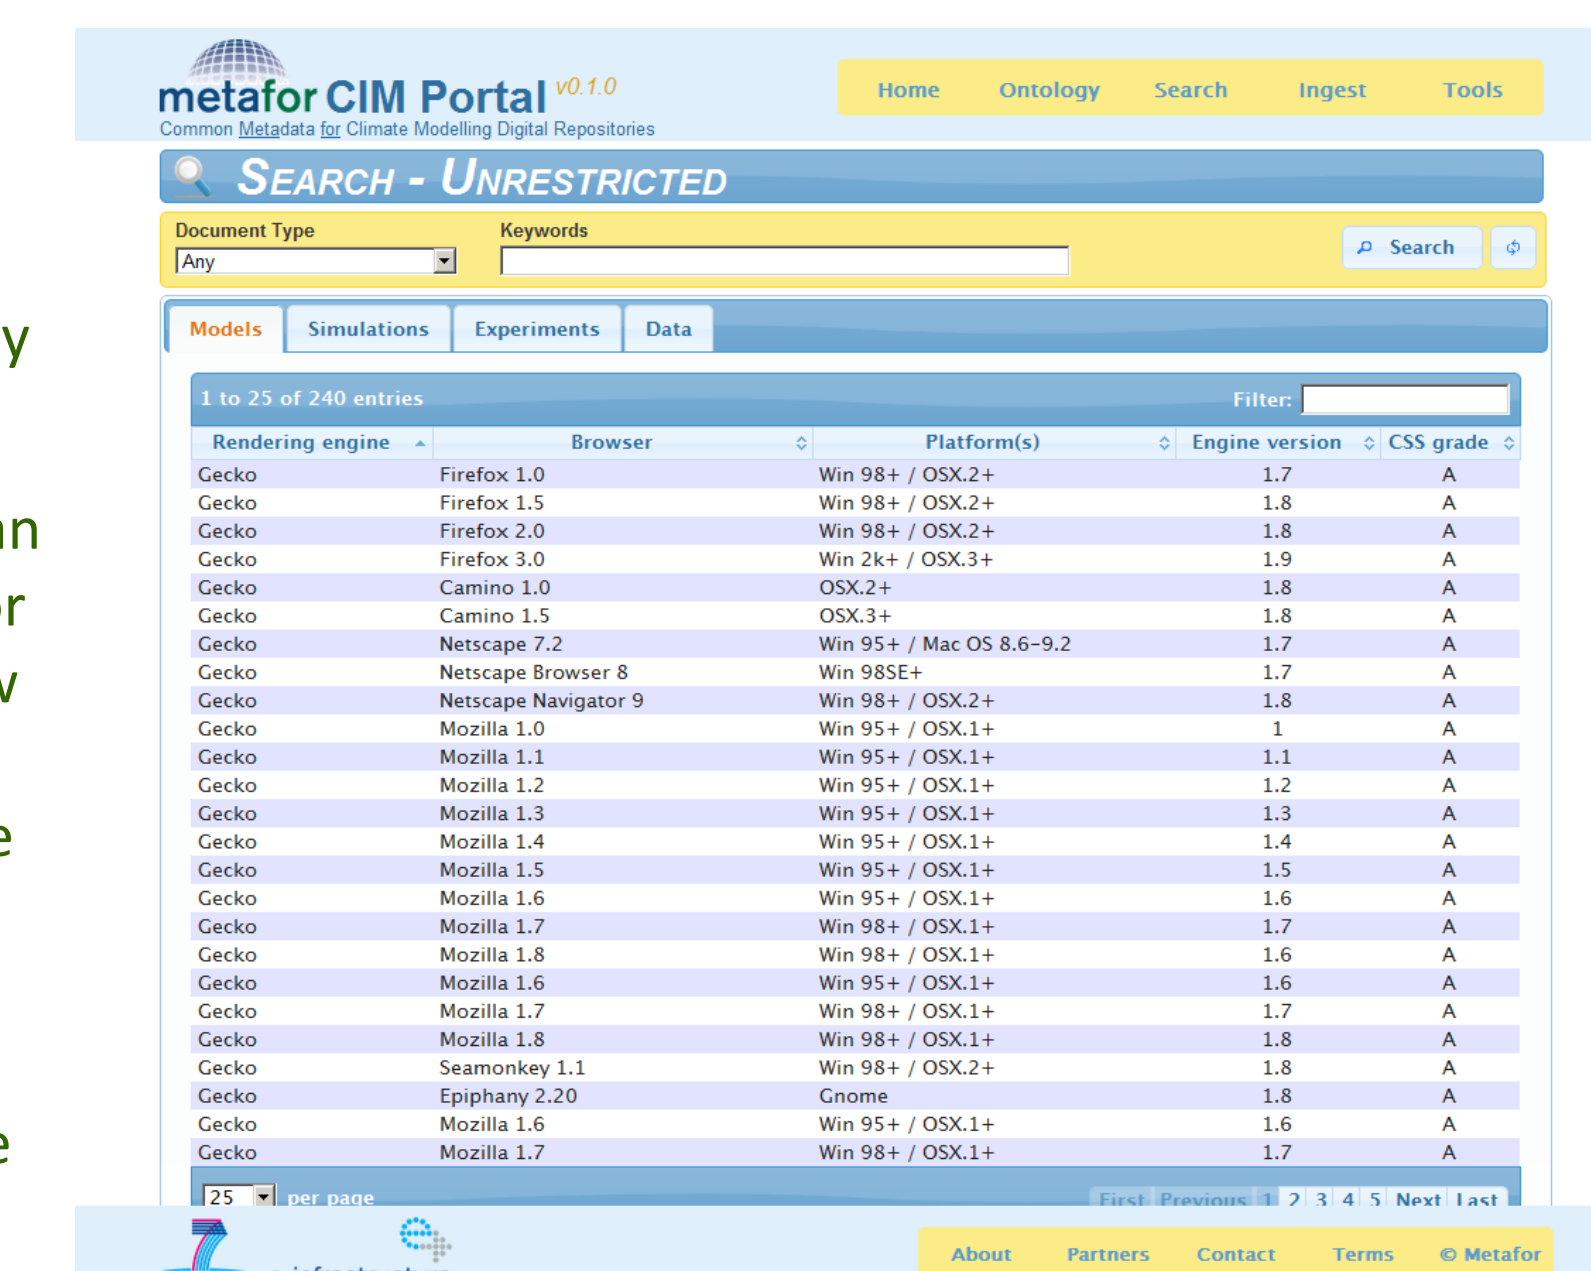 metafor CIM Portal v0.1.0
Common Metadata for Climate Modelling Digital Repositories
Home Ontology Search Ingest Tools
SEARCH - UNRESTRICTED
Document Type Keywords
Any
Search
Models Simulations Experiments Data
1 to 25 of 240 entries Filter:
Rendering engine Browser Platform(s) Engine version CSS grade
Gecko Firefox 1.0 Win 98+ / OSX.2+ 1.7 A
Gecko Firefox 1.5 Win 98+ / OSX.2+ 1.8 A
Gecko Firefox 2.0 Win 98+ / OSX.2+ 1.8 A
Gecko Firefox 3.0 Win 2k+ / OSX.3+ 1.9 A
Gecko Camino 1.0 OSX.2+ 1.8 A
Gecko Camino 1.5 OSX.3+ 1.8 A
Gecko Netscape 7.2 Win 95+ / Mac OS 8.6-9.2 1.7 A
Gecko Netscape Browser 8 Win 98SE+ 1.7 A
Gecko Netscape Navigator 9 Win 98+ / OSX.2+ 1.8 A
Gecko Mozilla 1.0 Win 95+ / OSX.1+ 1 A
Gecko Mozilla 1.1 Win 95+ / OSX.1+ 1.1 A
Gecko Mozilla 1.2 Win 95+ / OSX.1+ 1.2 A
Gecko Mozilla 1.3 Win 95+ / OSX.1+ 1.3 A
Gecko Mozilla 1.4 Win 95+ / OSX.1+ 1.4 A
Gecko Mozilla 1.5 Win 95+ / OSX.1+ 1.5 A
Gecko Mozilla 1.6 Win 95+ / OSX.1+ 1.6 A
Gecko Mozilla 1.7 Win 98+ / OSX.1+ 1.7 A
Gecko Mozilla 1.8 Win 98+ / OSX.1+ 1.6 A
Gecko Mozilla 1.6 Win 95+ / OSX.1+ 1.6 A
Gecko Mozilla 1.7 Win 98+ / OSX.1+ 1.7 A
Gecko Mozilla 1.8 Win 98+ / OSX.1+ 1.8 A
Gecko Seamonkey 1.1 Win 98+ / OSX.2+ 1.8 A
Gecko Epiphany 2.20 Gnome 1.8 A
Gecko Mozilla 1.6 Win 95+ / OSX.1+ 1.6 A
Gecko Mozilla 1.7 Win 98+ / OSX.1+ 1.7 A
25 per page First Previous 1 2 3 4 5 Next Last
About Partners Contact Terms © Metafor